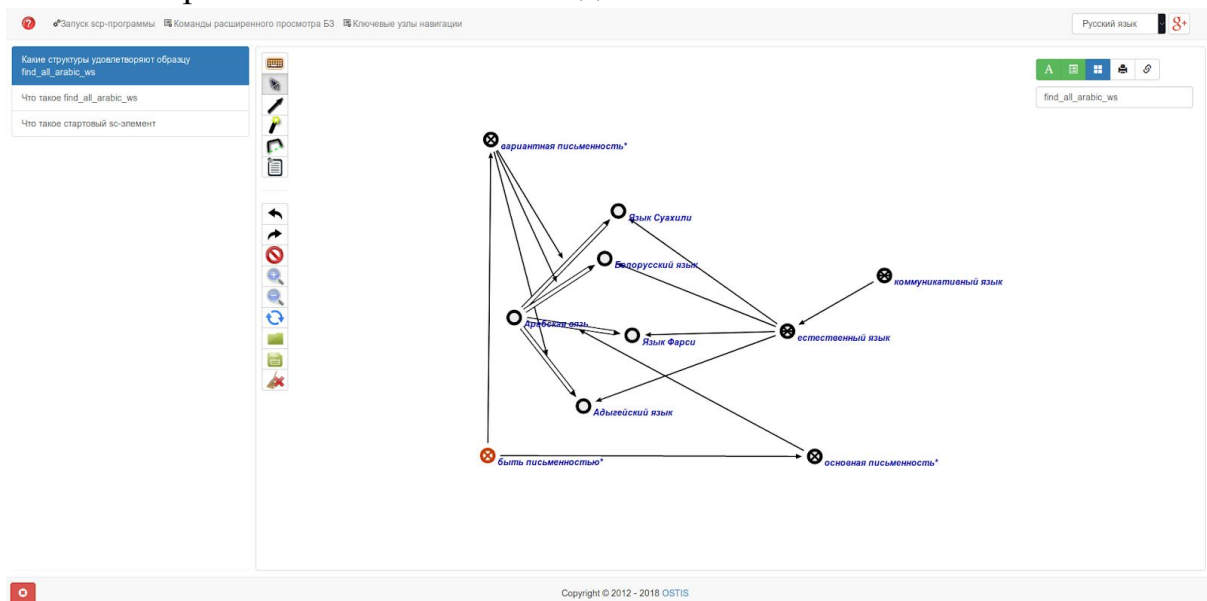 Запуск scp-программы Команды расширенного просмотра БЗ Ключевые узлы навигации
Русский язык
Какие структуры удовлетворяют образцу
find_all_arabic_ws
Что такое find_all_arabic_ws
Что такое стартовый sc-элемент
A
find_all_arabic_ws
вариантная письменность*
Язык Суахили
Белорусский язык
коммуникативный язык
Арабская вязь
Язык Фарси
естественный язык
Адыгейский язык
быть письменностью*
основная письменность*
Copyright © 2012 - 2018 OSTIS